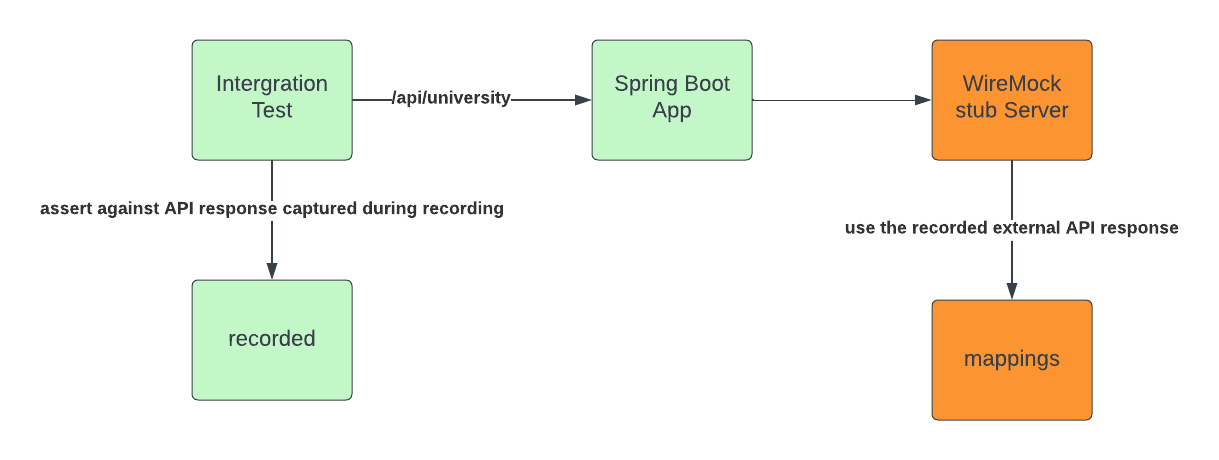 Intergration
Test
/api/university
Spring Boot
App
WireMock
stub Server
assert against API response captured during recording
use the recorded external API response
recorded
mappings